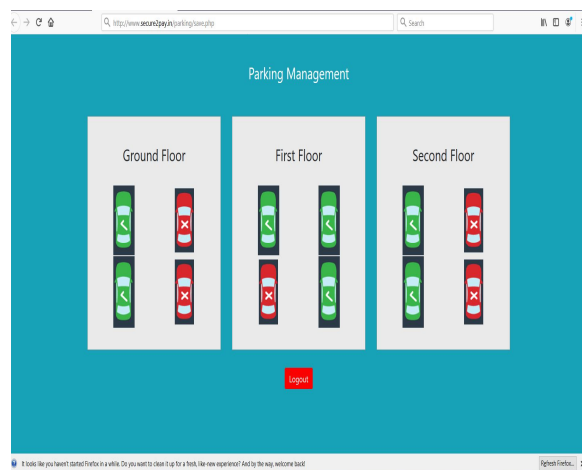 http://www.secure2pay.in/parking/save.php
Search
Parking Management
Ground Floor
First Floor
Second Floor
Logout
It looks like you haven't started Firefox in a while. Do you want to clean it up for a fresh, like-new experience? And by the way, welcome back!
Refresh Firefox...